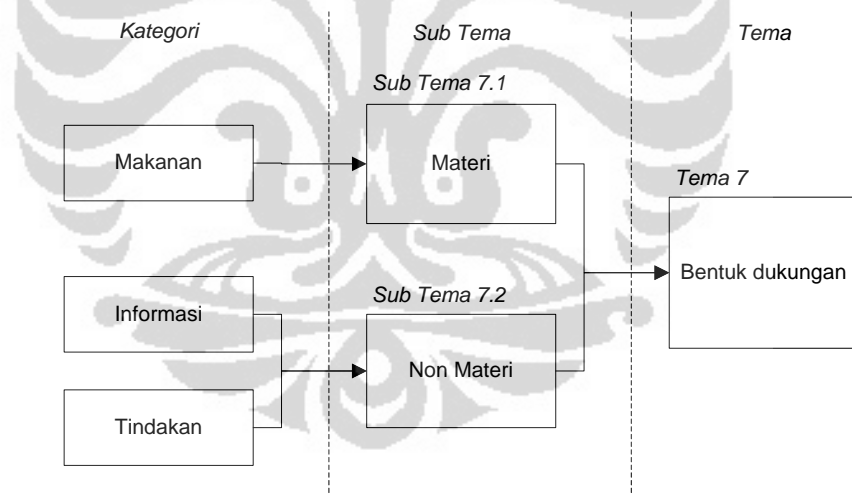 Kategori
Sub Tema
Tema
Sub Tema 7.1
Makanan
Materi
Tema 7
Bentuk dukungan
Sub Tema 7.2
Informasi
Non Materi
Tindakan